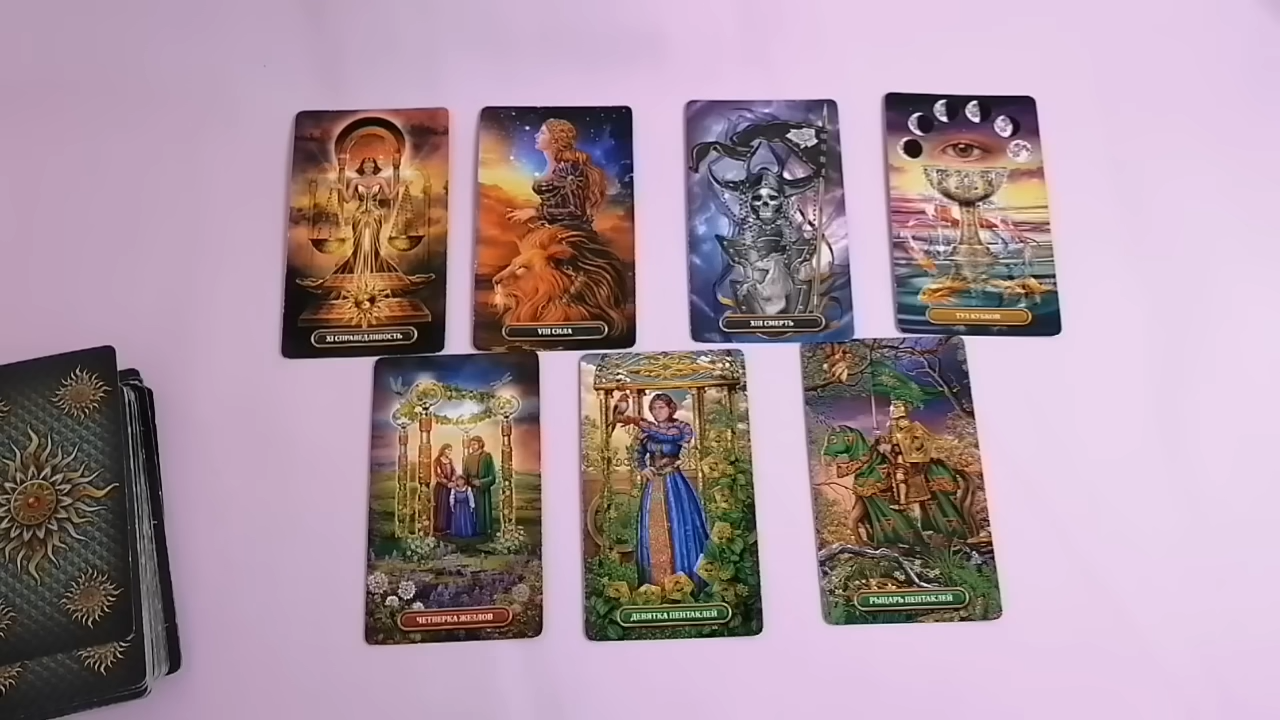 XI СПРАВЕДЛИВОСТЬ
VIII СИЛА
XIII СМЕРТЬ
ТУЗ КУБКОВ
ЧЕТВЕРКА ЖЕЗЛОВ
ДЕВЯТКА ПЕНТАКЛЕЙ
РЫЦАРЬ ПЕНТАКЛЕЙ